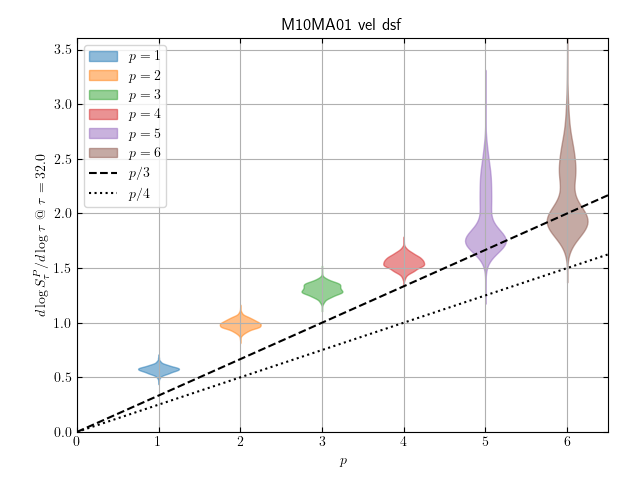 M10MA01 vel dsf
d log S_τ^P / d log τ @ τ = 32.0
3.5
3.0
2.5
2.0
1.5
1.0
0.5
0.0
p = 1
p = 2
p = 3
p = 4
p = 5
p = 6
p/3
p/4
0 1 2 3 4 5 6
p